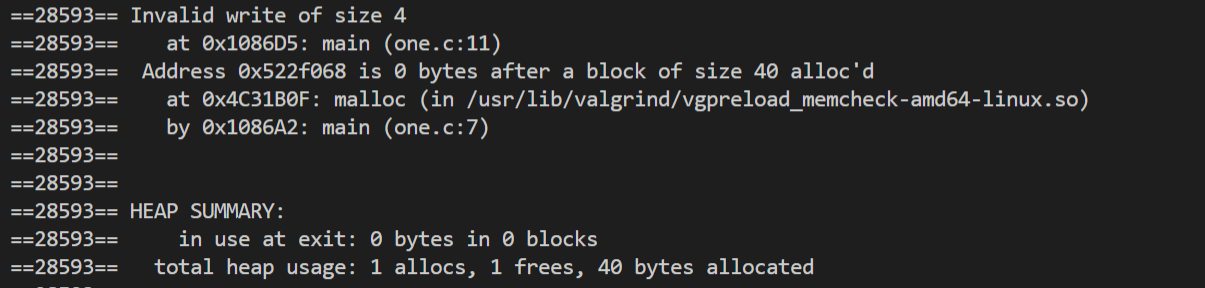 ==28593== Invalid write of size 4
==28593==    at 0x1086D5: main (one.c:11)
==28593==  Address 0x522f068 is 0 bytes after a block of size 40 alloc'd
==28593==    at 0x4C31B0F: malloc (in /usr/lib/valgrind/vgpreload_memcheck-amd64-linux.so)
==28593==    by 0x1086A2: main (one.c:7)
==28593==
==28593==
==28593== HEAP SUMMARY:
==28593==     in use at exit: 0 bytes in 0 blocks
==28593==   total heap usage: 1 allocs, 1 frees, 40 bytes allocated